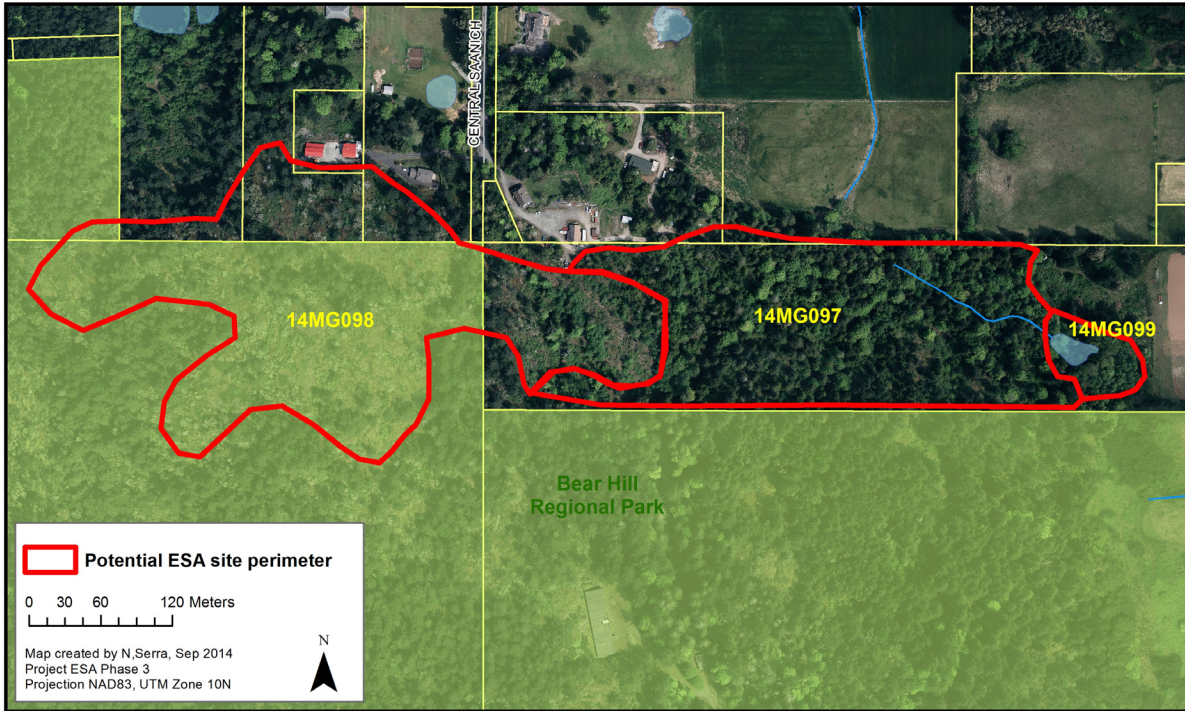 CENTRAL SAANICH
14MG098
14MG097
14MG099
Bear Hill
Regional Park
Potential ESA site perimeter
0 30 60 120 Meters
Map created by N,Serra, Sep 2014
Project ESA Phase 3
Projection NAD83, UTM Zone 10N
N